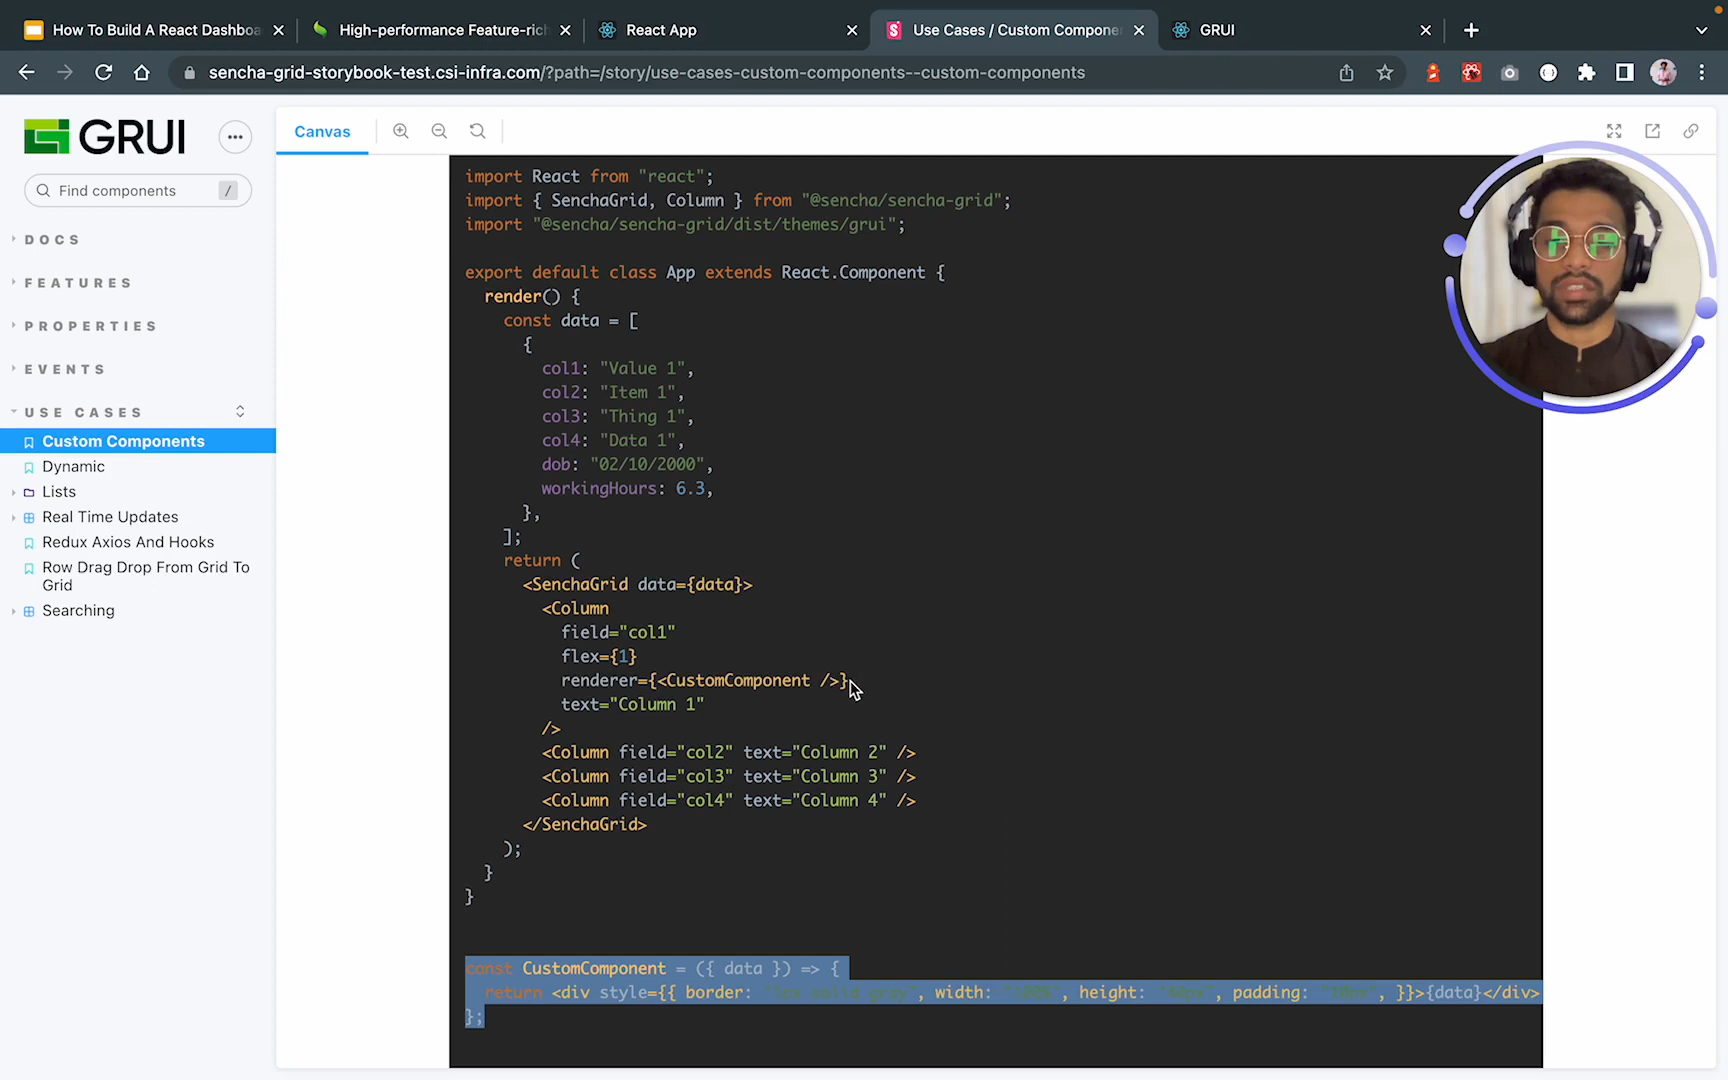 How To Build A React Dashboa
High-performance Feature-rich
React App
Use Cases / Custom Compone
GRUI
sencha-grid-storybook-test.csi-infra.com/?path=/story/use-cases-custom-components--custom-components
GRUI
Find components
/
DOCS
FEATURES
PROPERTIES
EVENTS
USE CASES
Custom Components
Dynamic
Lists
Real Time Updates
Redux Axios And Hooks
Row Drag Drop From Grid To
Grid
Searching
Canvas
import React from "react";
import { SenchaGrid, Column } from "@sencha/sencha-grid";
import "@sencha/sencha-grid/dist/themes/grui";
export default class App extends React.Component {
render() {
const data = [
{
col1: "Value 1",
col2: "Item 1",
col3: "Thing 1",
col4: "Data 1",
dob: "02/10/2000",
workingHours: 6.3,
},
];
return (
<SenchaGrid data={data}>
<Column
field="col1"
flex={1}
renderer={<CustomComponent />}
text="Column 1"
/>
<Column field="col2" text="Column 2" />
<Column field="col3" text="Column 3" />
<Column field="col4" text="Column 4" />
</SenchaGrid>
);
}
}
const CustomComponent = ({ data }) => {
return <div style={{ border: "1px solid gray", width: "100%", height: , padding: , }}>{data}</div>
};